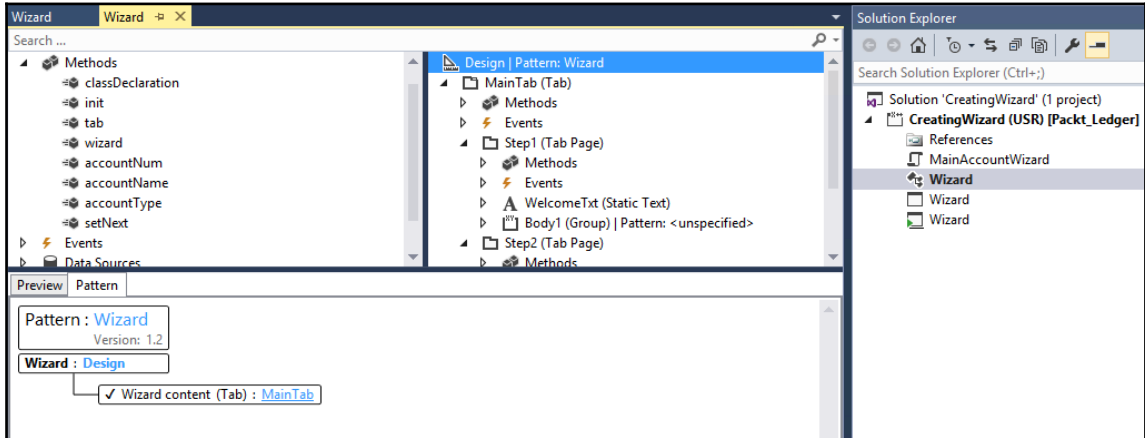 Wizard
Wizard
Search ...
Methods
classDeclaration
init
tab
wizard
accountNum
accountName
accountType
setNext
Events
Data Sources
Design | Pattern: Wizard
MainTab (Tab)
Methods
Events
Step1 (Tab Page)
Methods
Events
WelcomeTxt (Static Text)
Body1 (Group) | Pattern: <unspecified>
Step2 (Tab Page)
Methods
Preview
Pattern
Pattern : Wizard
Version: 1.2
Wizard : Design
✓ Wizard content (Tab) : MainTab
Solution Explorer
Search Solution Explorer (Ctrl+;)
Solution 'CreatingWizard' (1 project)
CreatingWizard (USR) [Packt_Ledger]
References
MainAccountWizard
Wizard
Wizard
Wizard